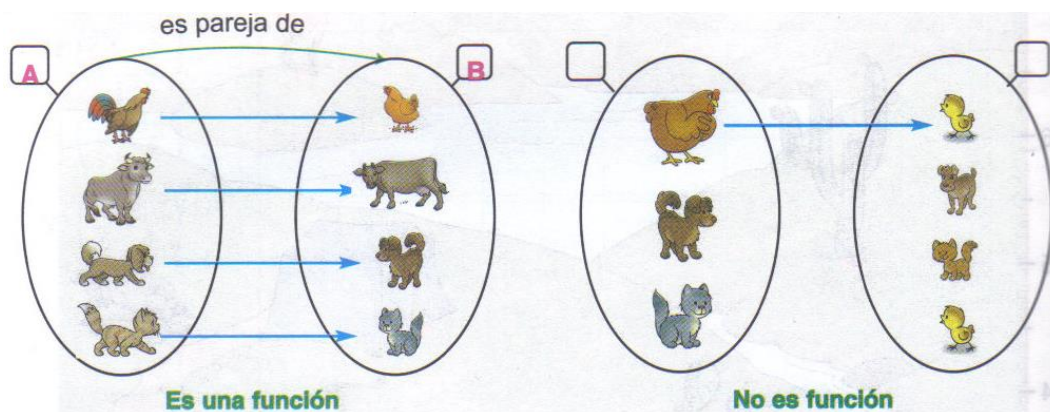 es pareja de
A
B
Es una función
No es función